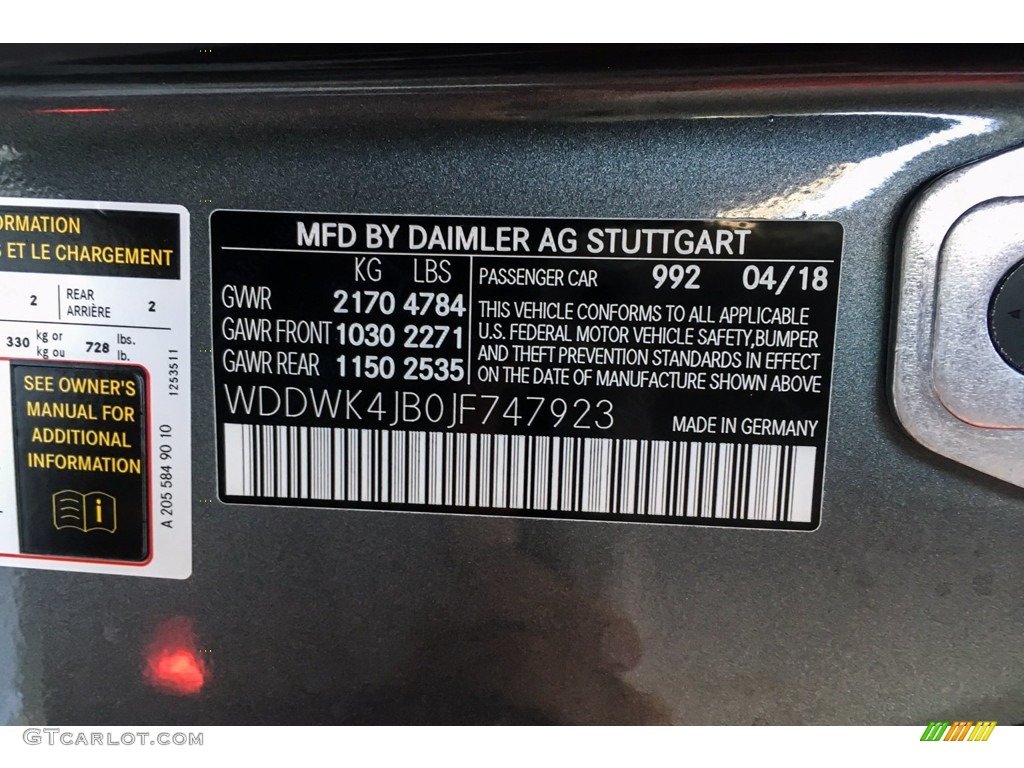 ORMATION
S ET LE CHARGEMENT
2 REAR ARRIÈRE 2
330 kg or kg ou 728 lbs. lb.
SEE OWNER'S
MANUAL FOR
ADDITIONAL
INFORMATION
i
1253511
A 205 584 90 10
MFD BY DAIMLER AG STUTTGART
KG LBS
GVWR 2170 4784
GAWR FRONT 1030 2271
GAWR REAR 1150 2535
PASSENGER CAR 992 04/18
THIS VEHICLE CONFORMS TO ALL APPLICABLE
U.S. FEDERAL MOTOR VEHICLE SAFETY,BUMPER
AND THEFT PREVENTION STANDARDS IN EFFECT
ON THE DATE OF MANUFACTURE SHOWN ABOVE
WDDWK4JB0JF747923
MADE IN GERMANY
GTcarlot.com